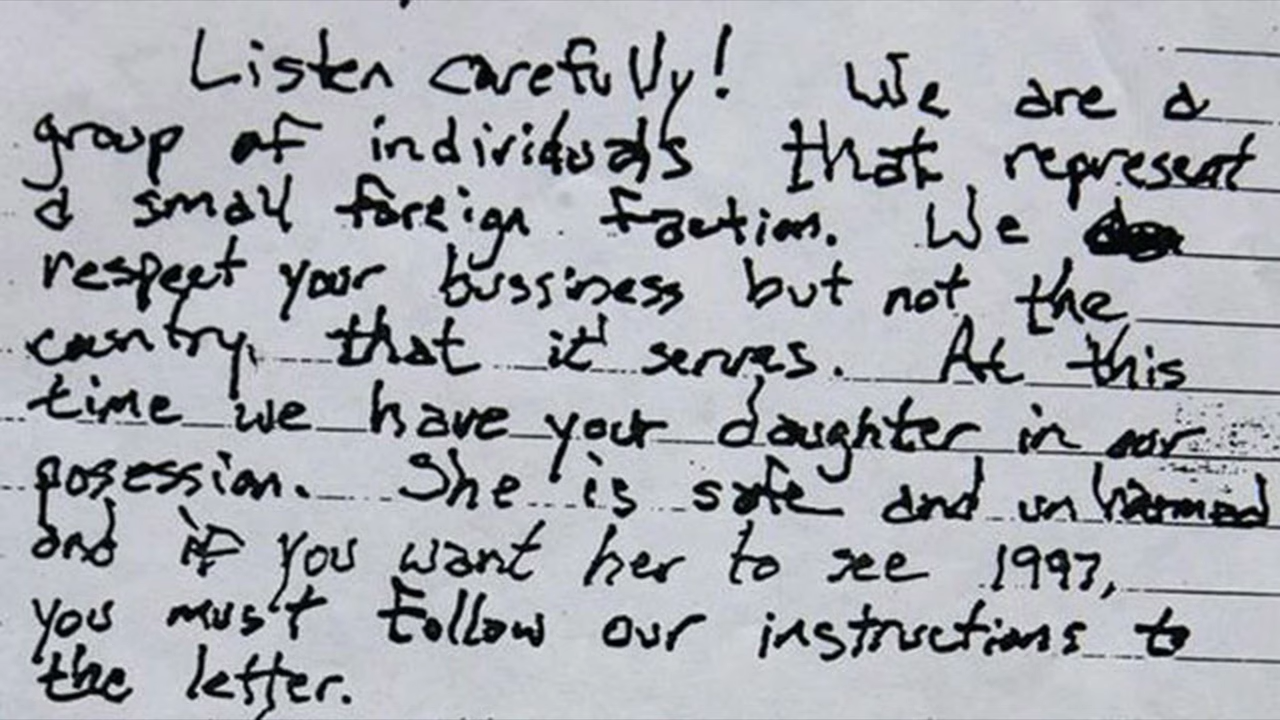 Listen carefully! We are a
group of individuals that represent
a small foreign faction. We
respect your bussiness but not the
country that it serves. At this
time we have your daughter in our
posession. She is safe and unharmed
and if you want her to see 1997,
you must follow our instructions to
the letter.